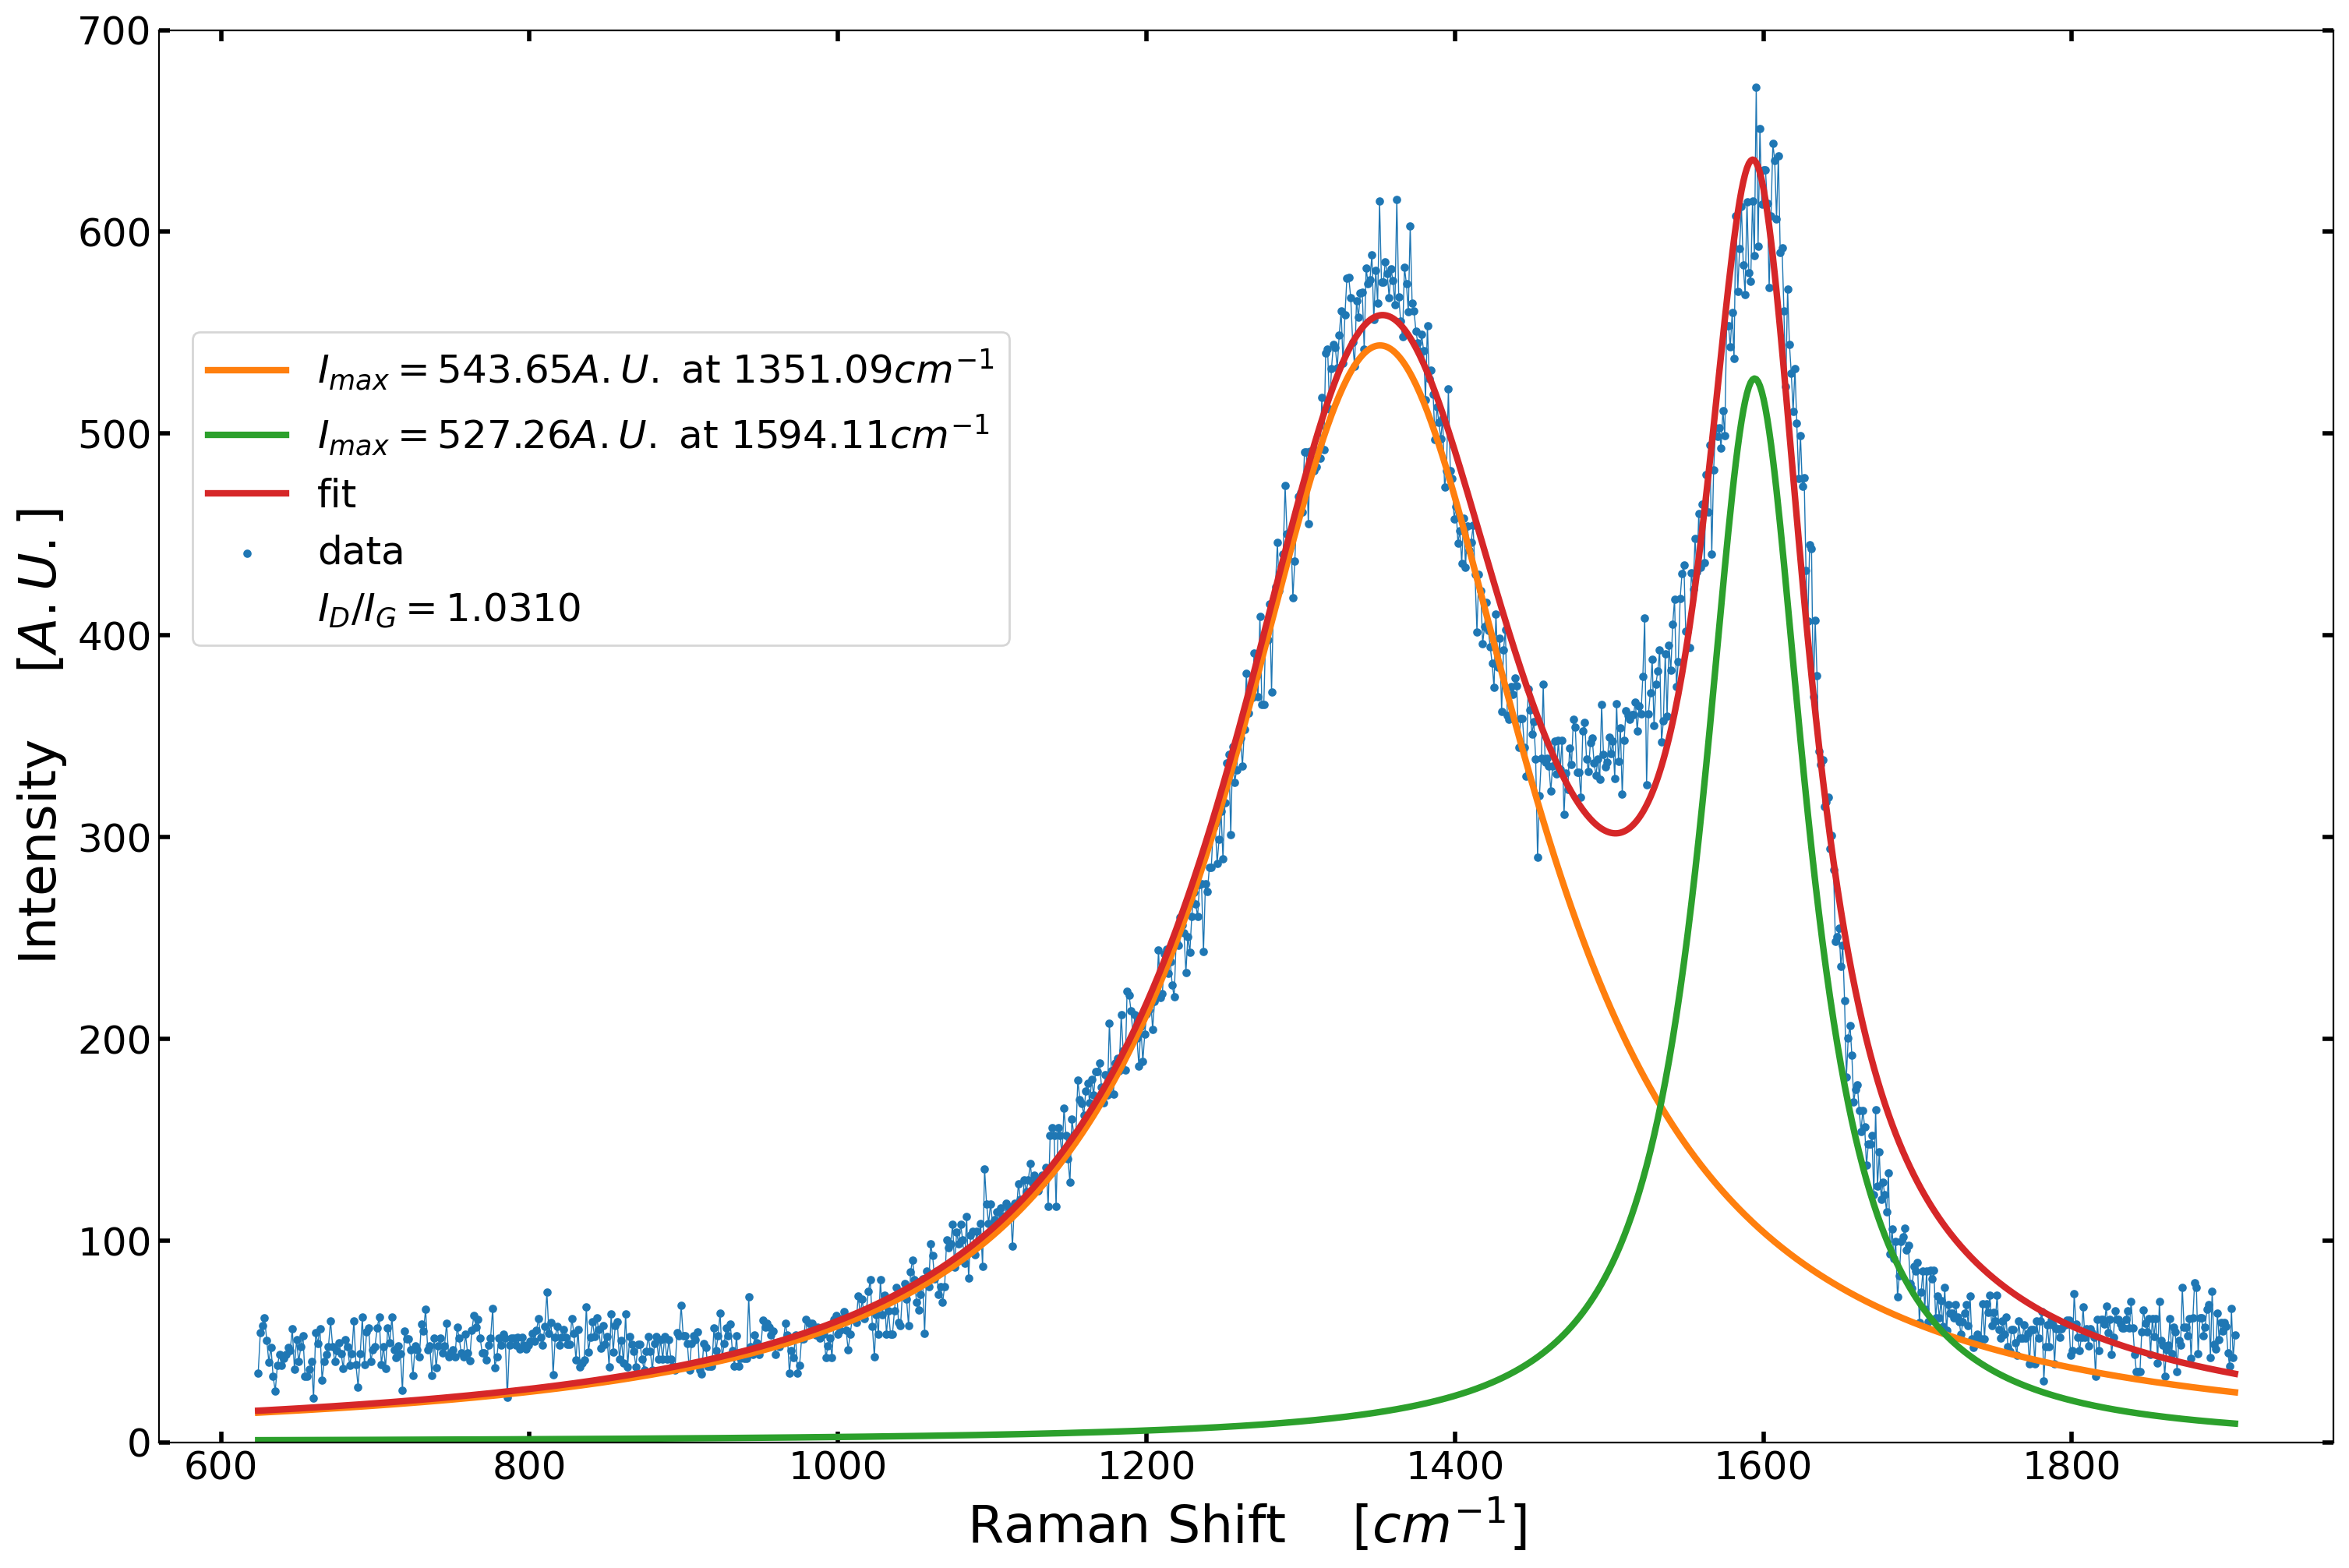 700
600
500
400
300
200
100
0
Intensity [A.U.]
I_max = 543.65A.U. at 1351.09cm⁻¹
I_max = 527.26A.U. at 1594.11cm⁻¹
fit
data
I_D/I_G = 1.0310
600 800 1000 1200 1400 1600 1800
Raman Shift [cm⁻¹]